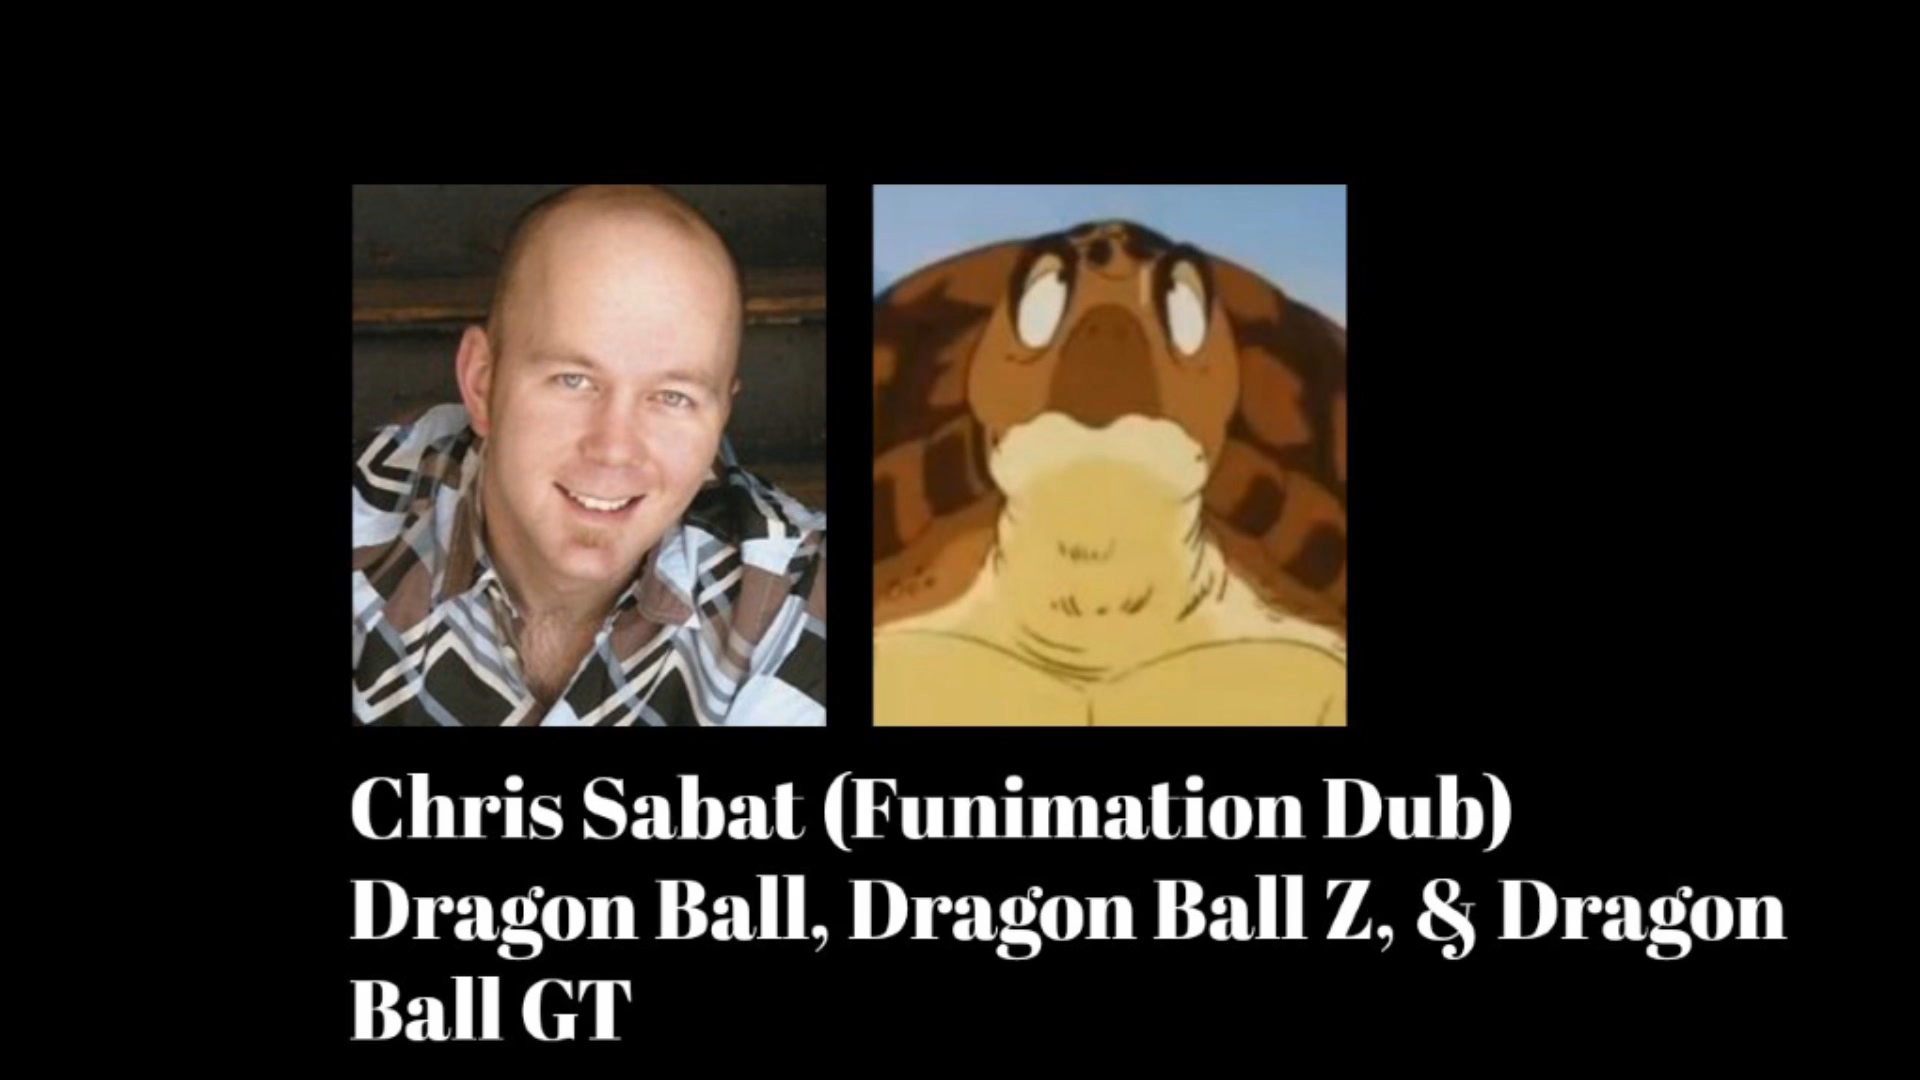 Chris Sabat (Funimation Dub)
Dragon Ball, Dragon Ball Z, & Dragon
Ball GT